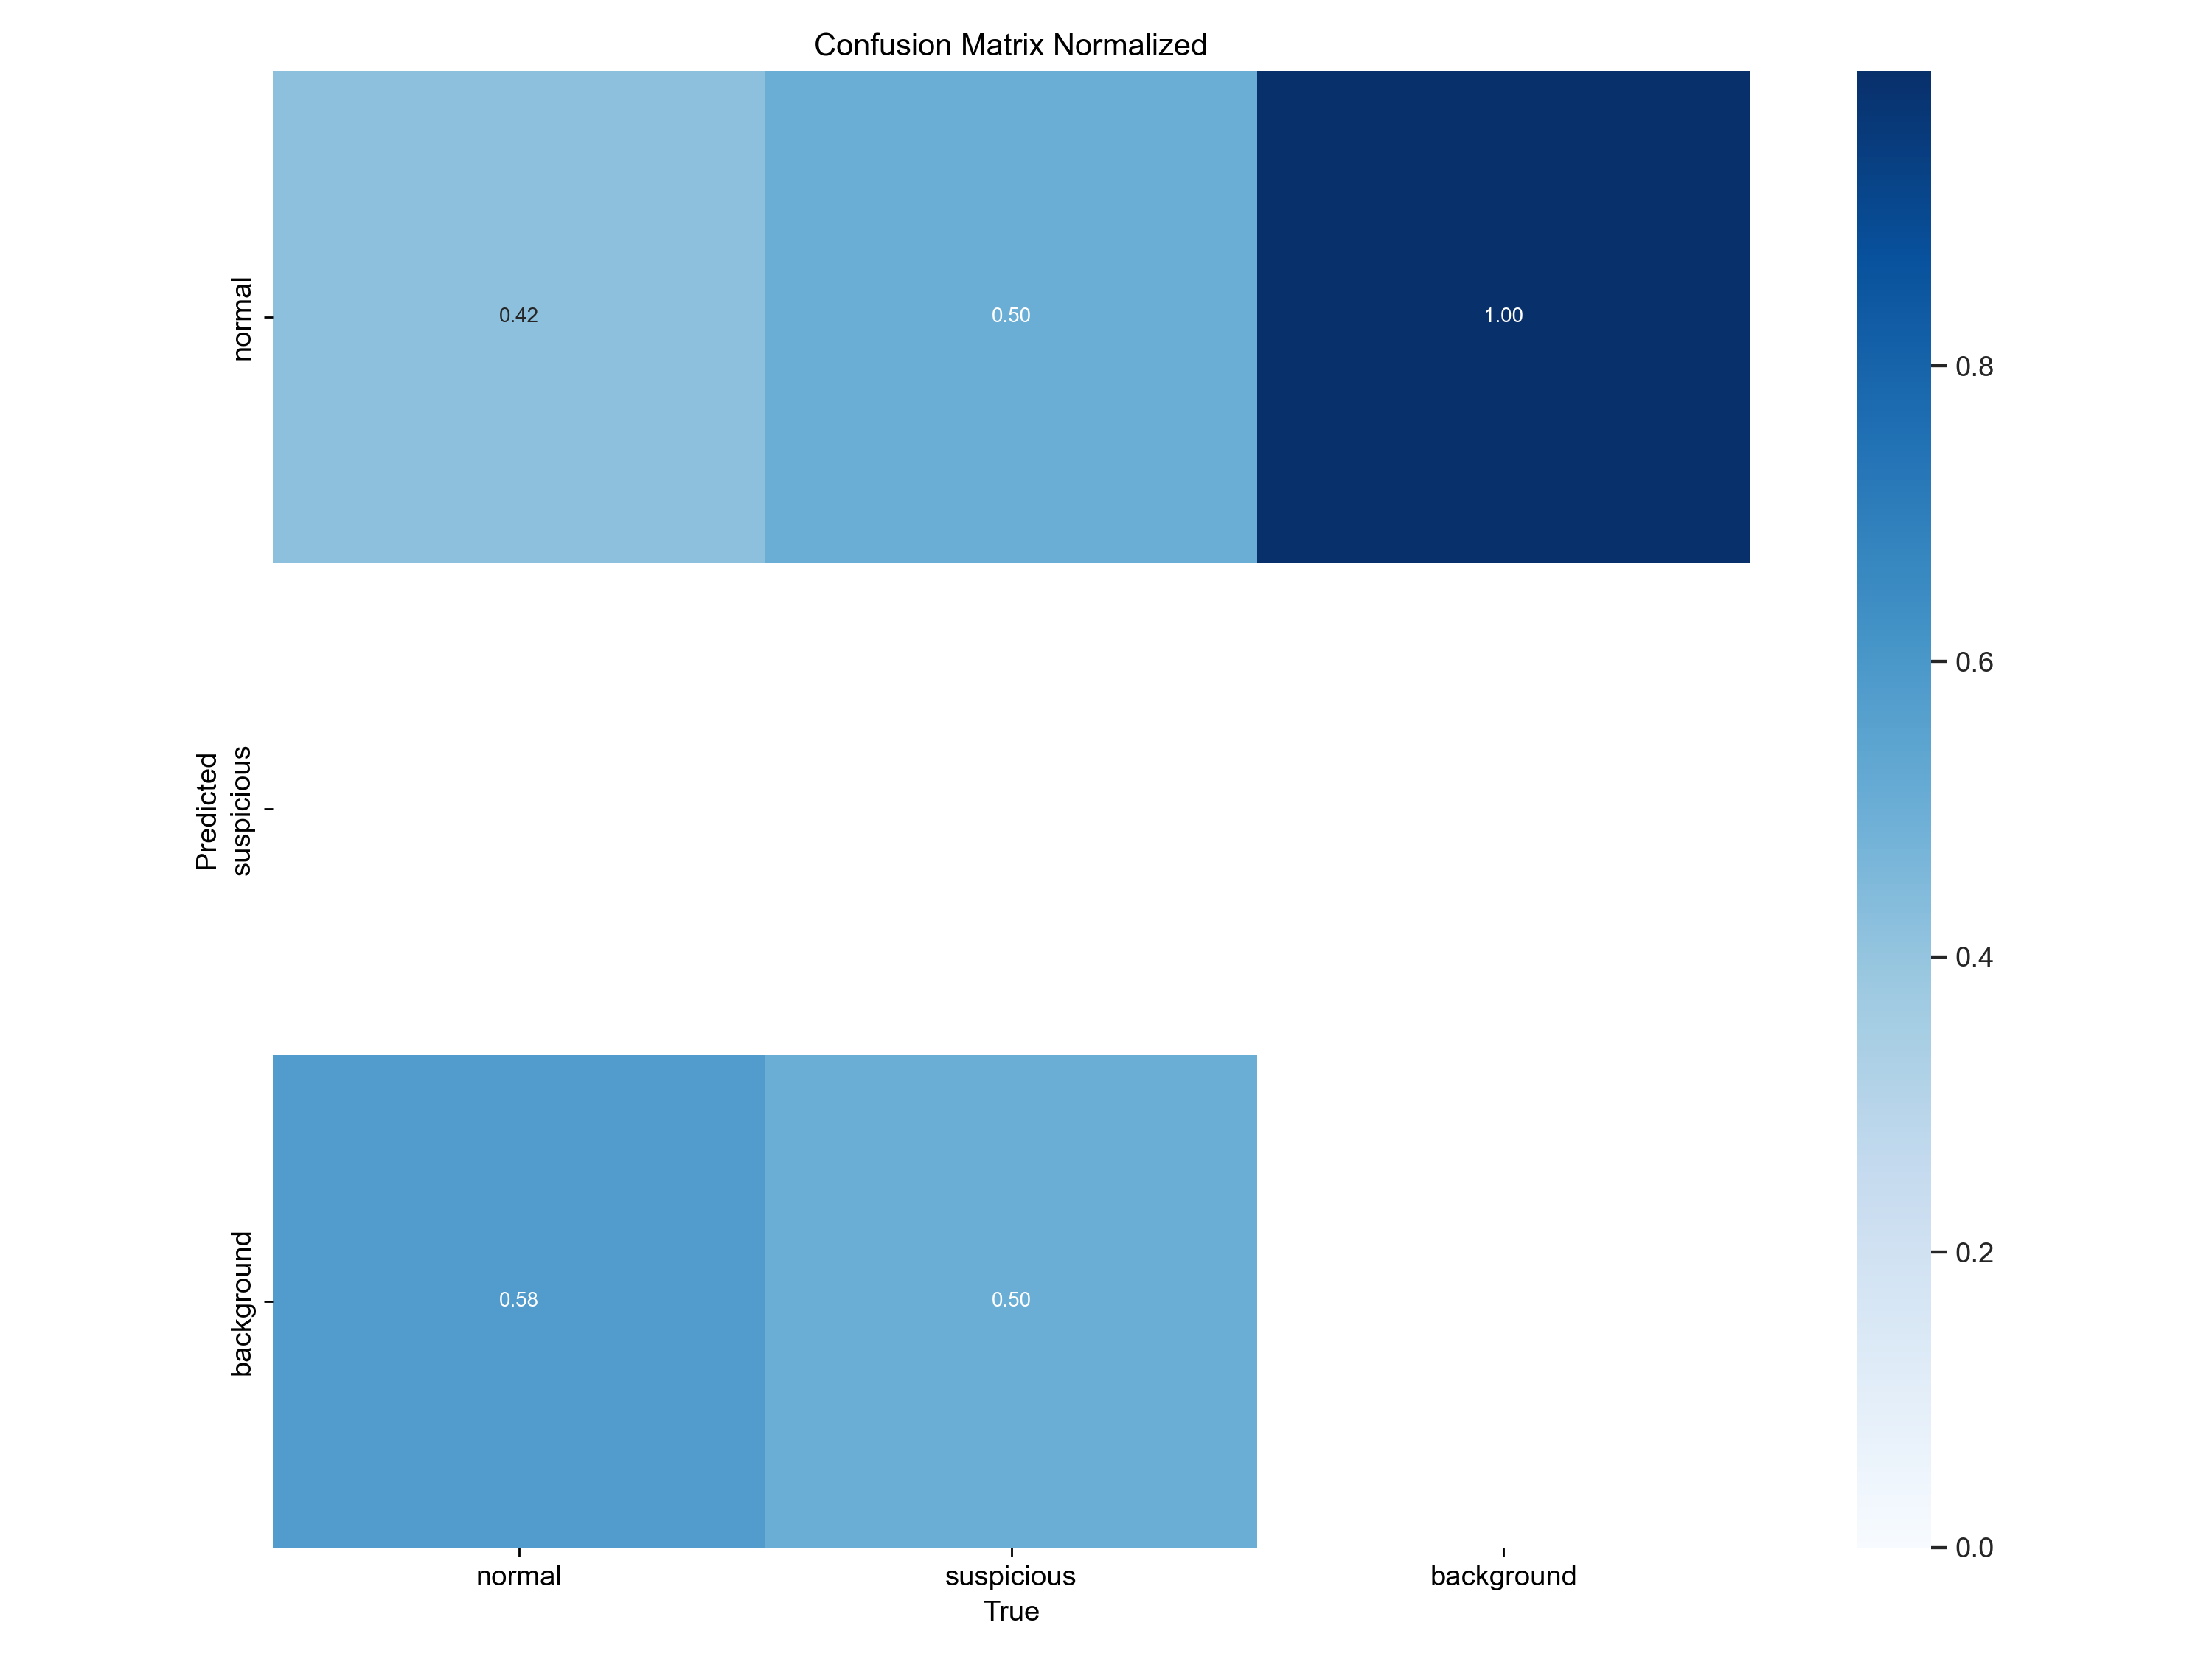 Confusion Matrix Normalized
normal
0.42
0.50
1.00
Predicted
suspicious
background
0.58
0.50
normal
suspicious
background
True
0.8
0.6
0.4
0.2
0.0